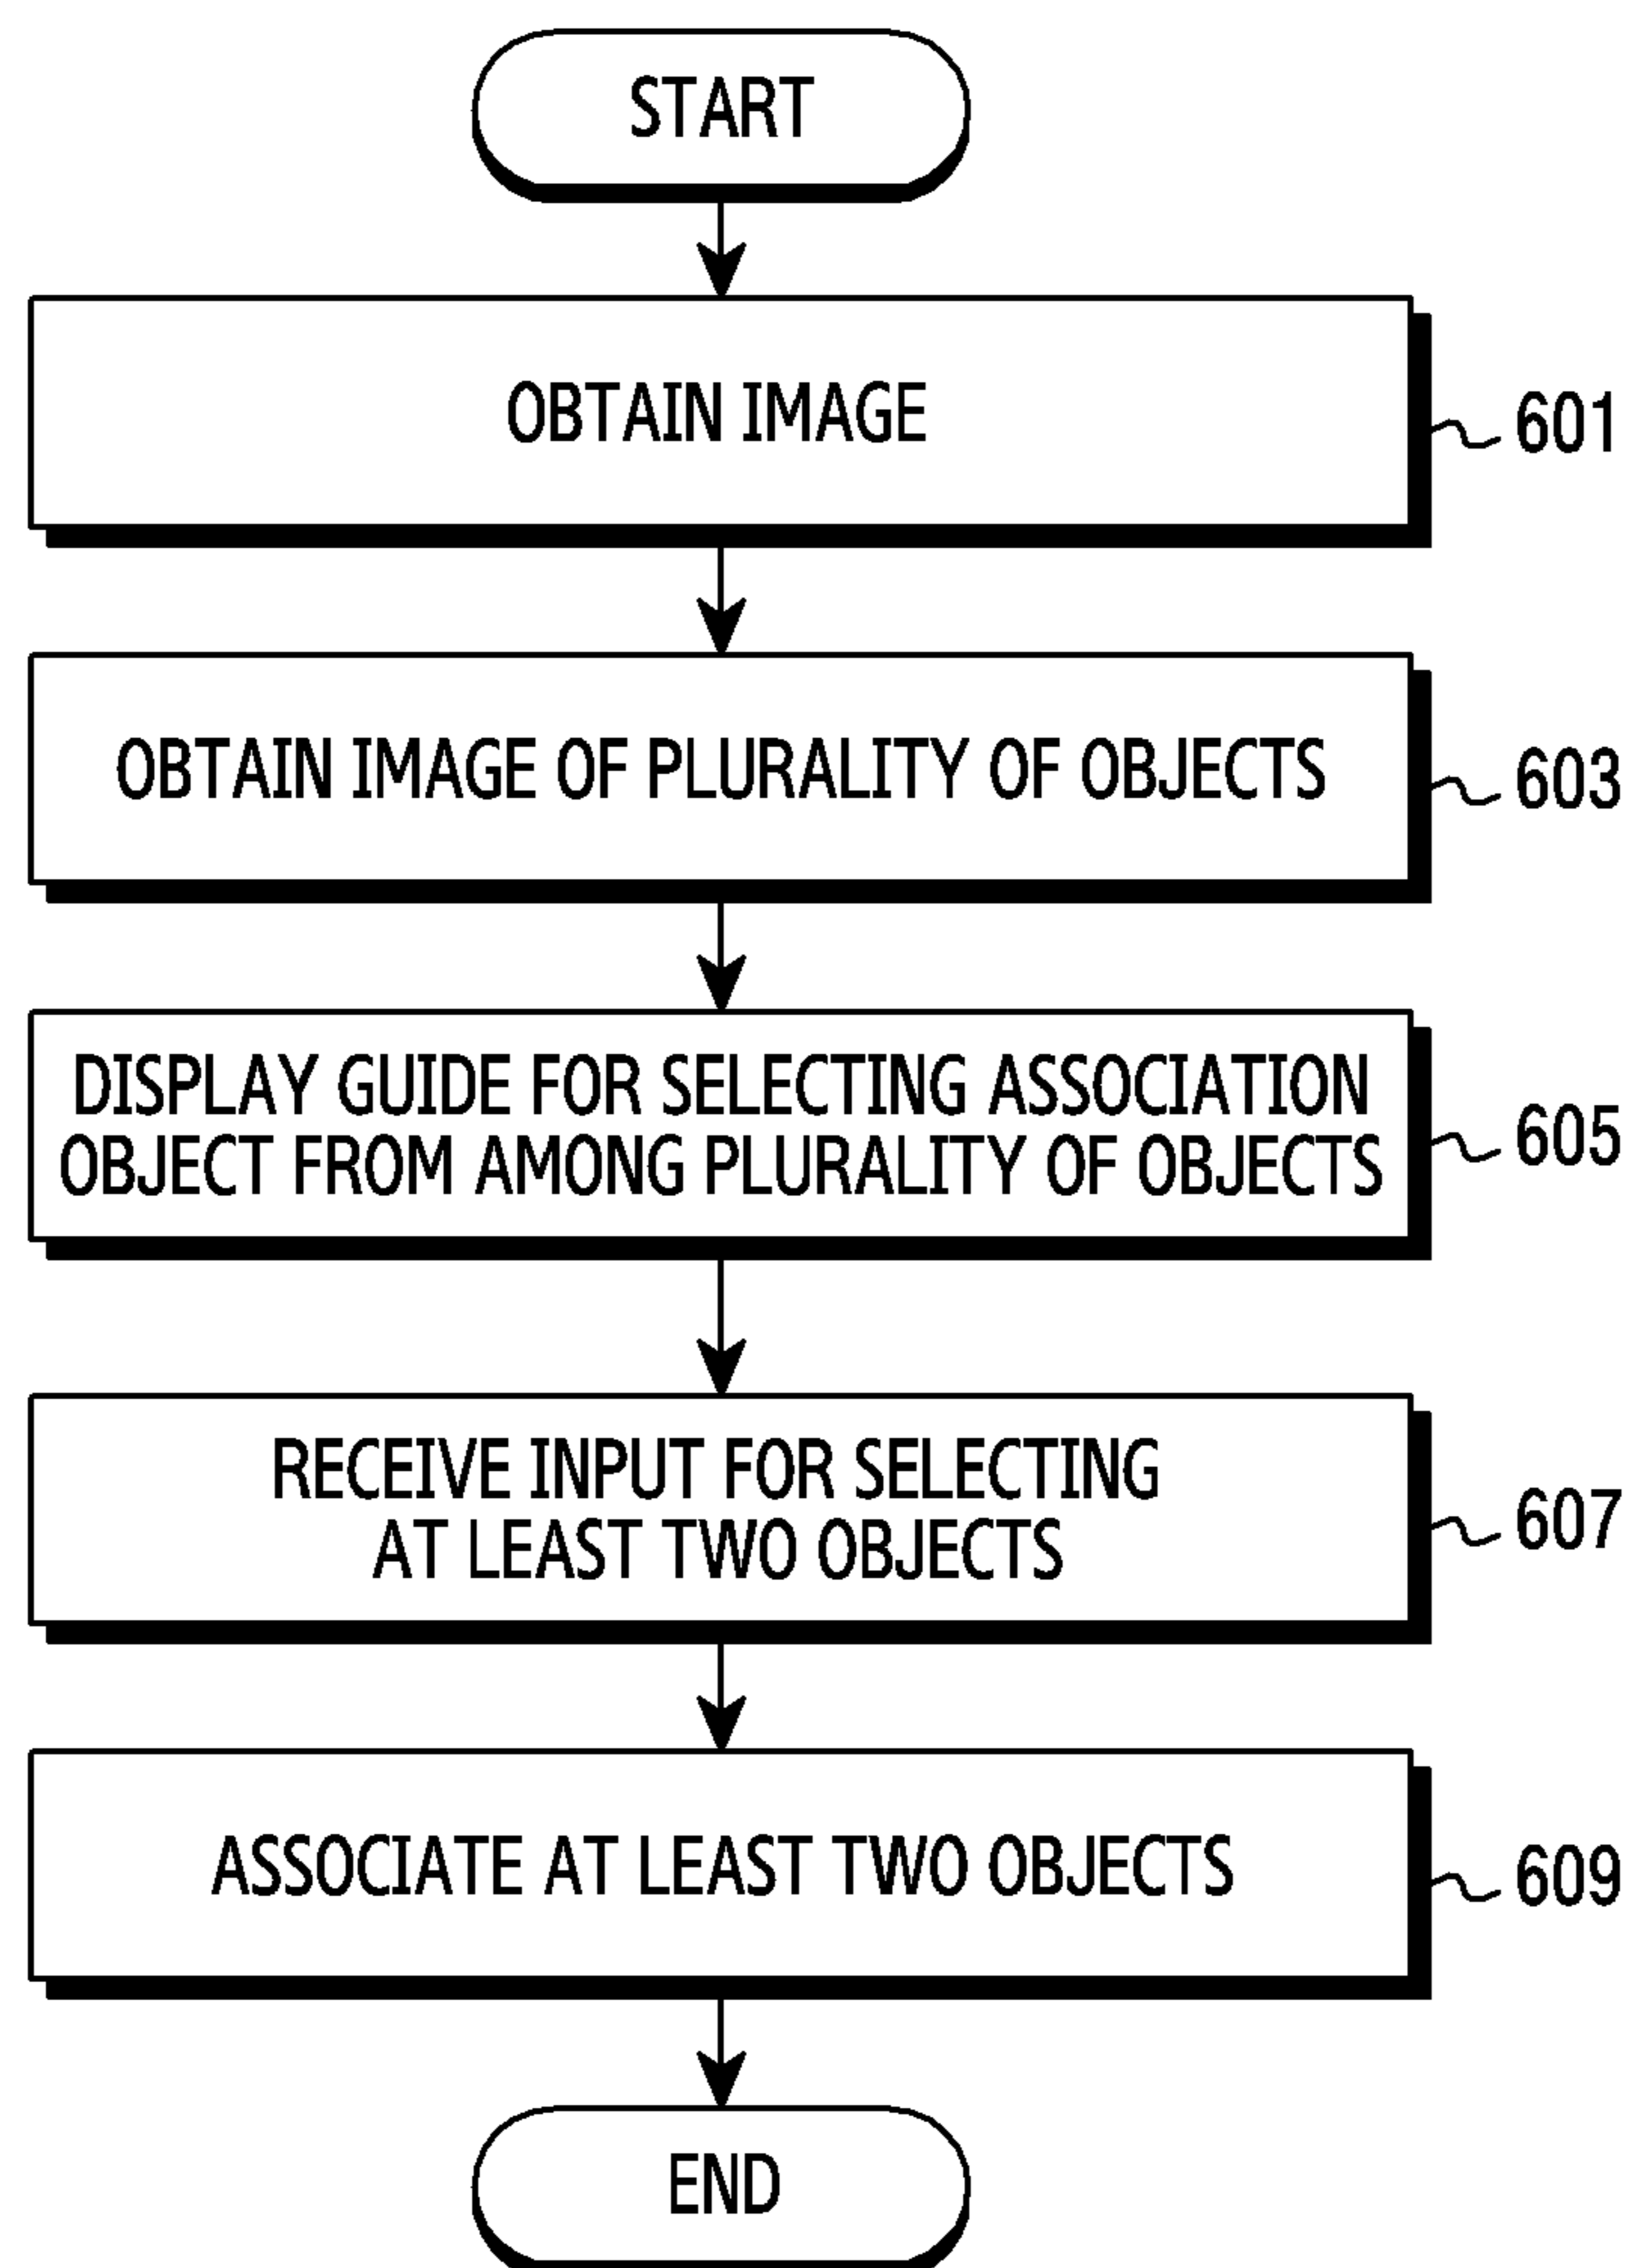 START
OBTAIN IMAGE
601
OBTAIN IMAGE OF PLURALITY OF OBJECTS
603
DISPLAY GUIDE FOR SELECTING ASSOCIATION
OBJECT FROM AMONG PLURALITY OF OBJECTS
605
RECEIVE INPUT FOR SELECTING
AT LEAST TWO OBJECTS
607
ASSOCIATE AT LEAST TWO OBJECTS
609
END